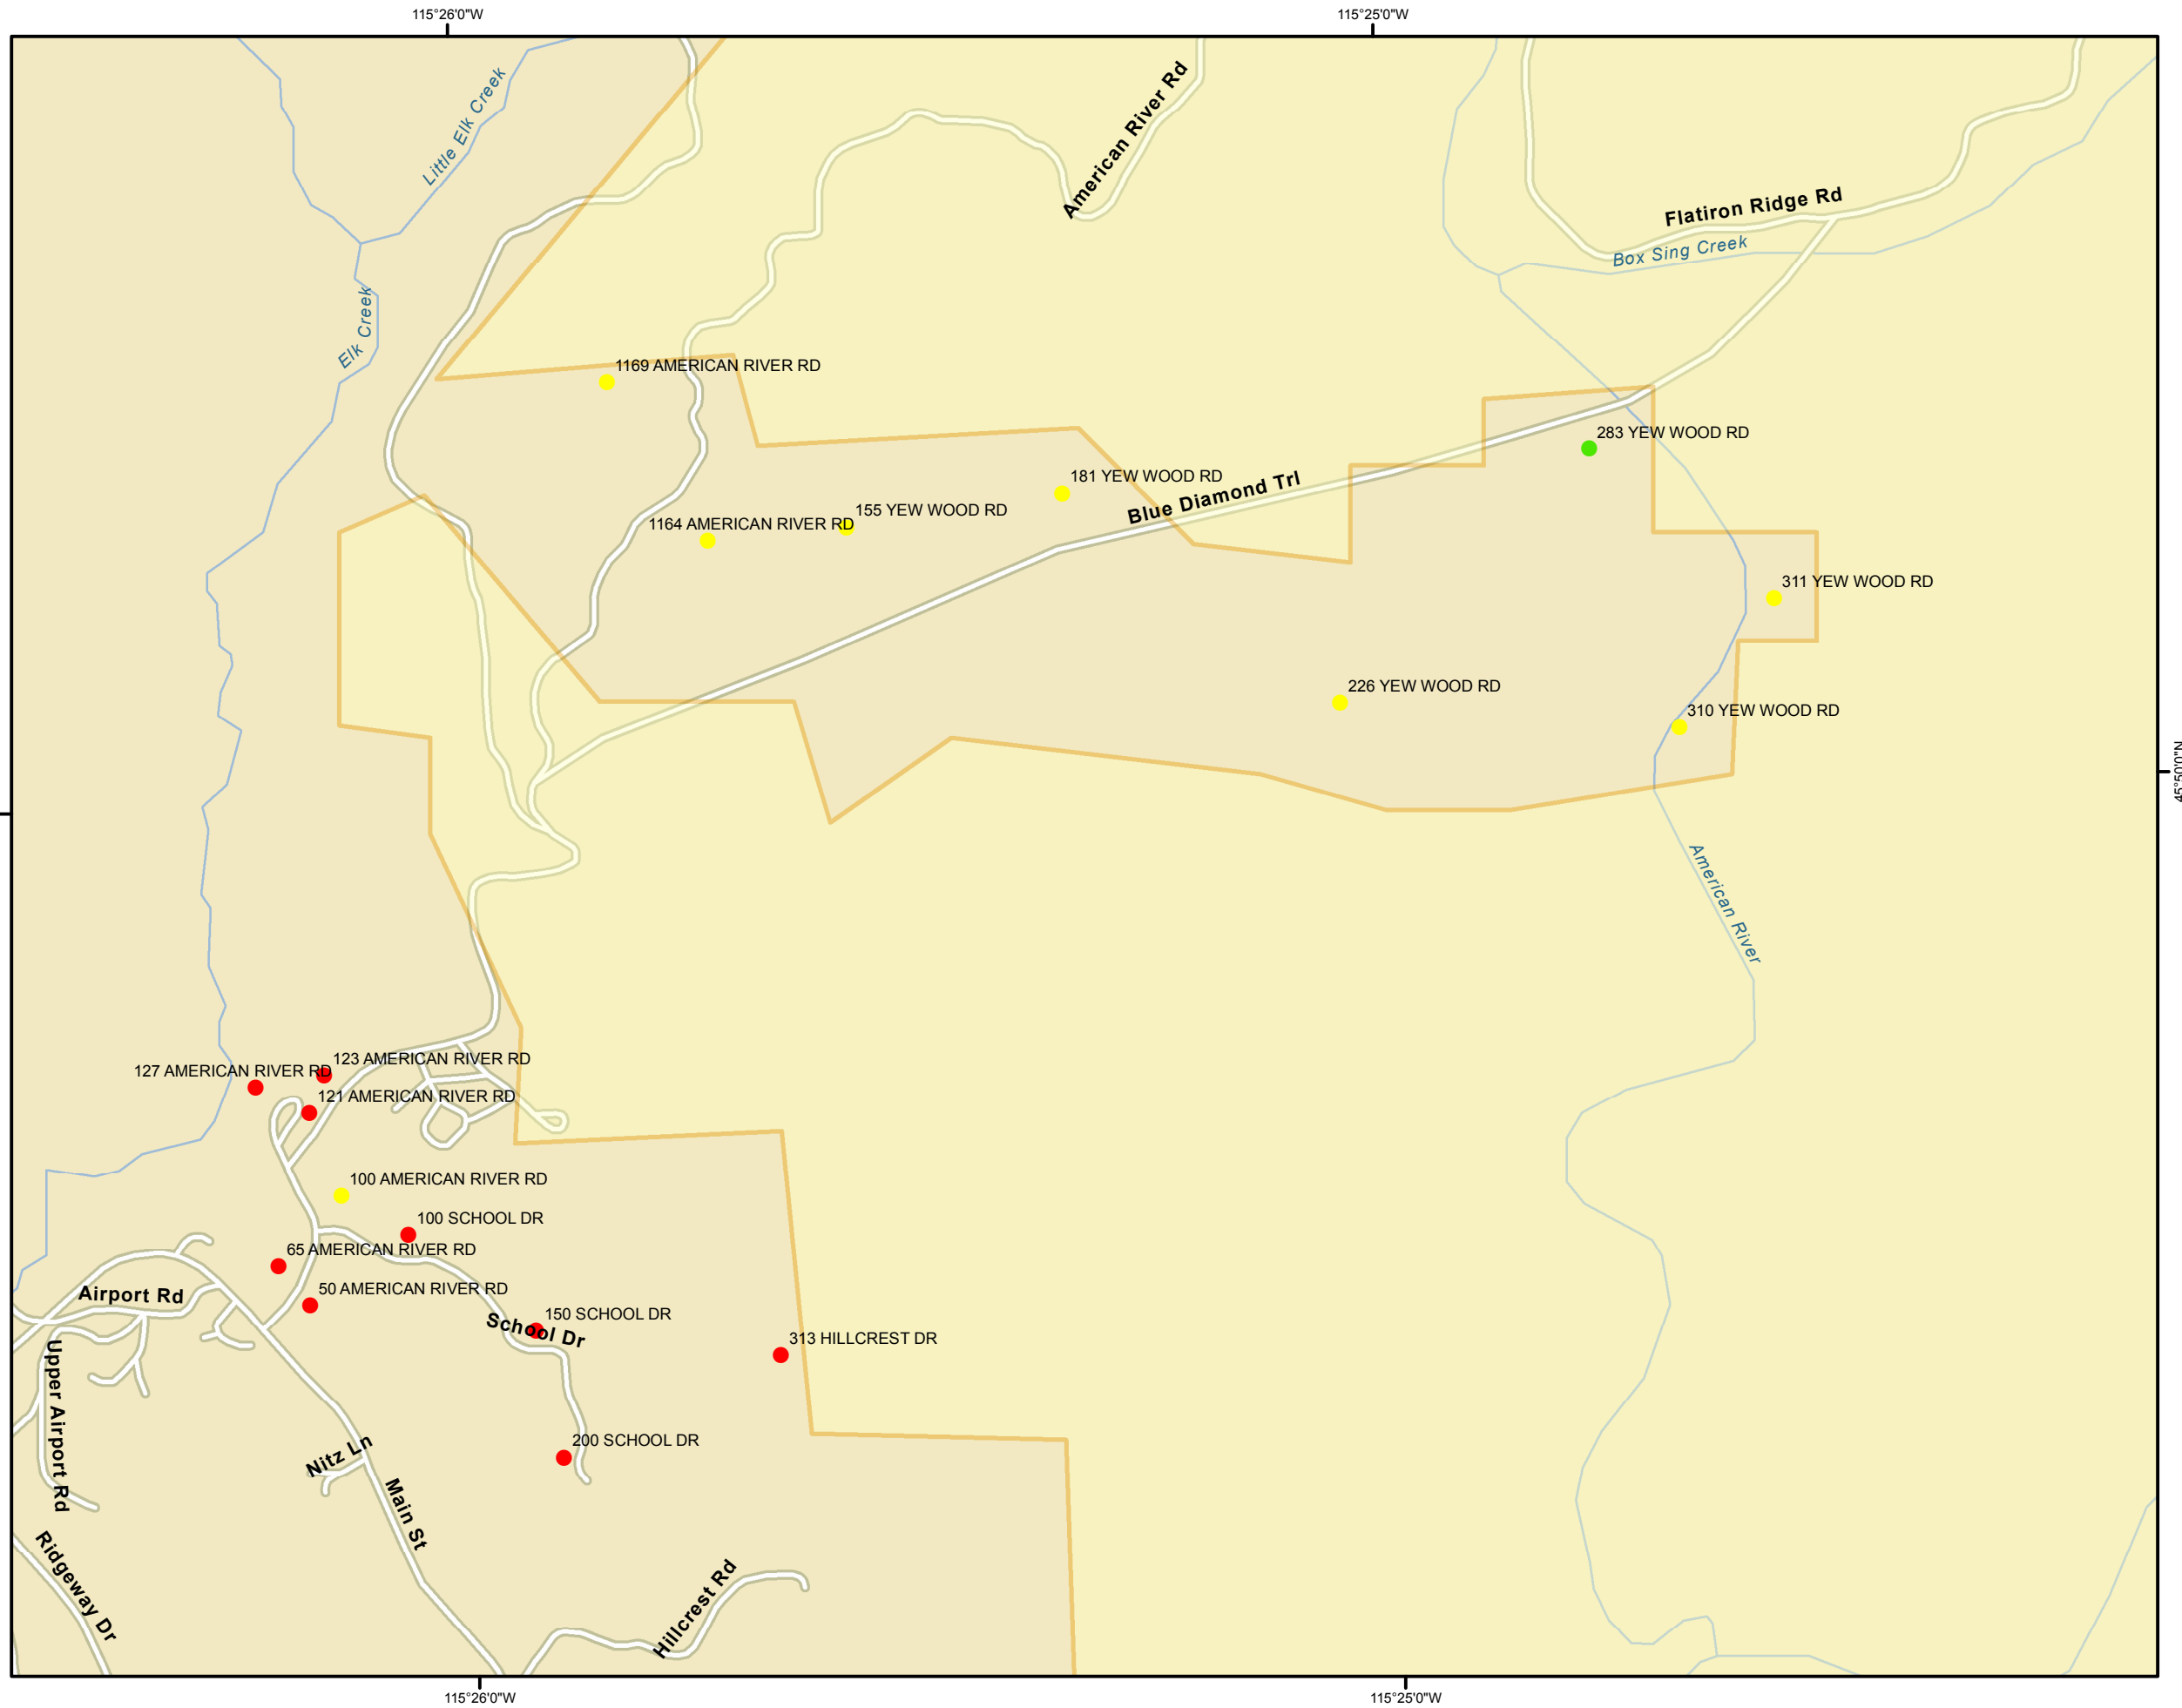 115°26'0"W
115°25'0"W
Little Elk Creek
American River Rd
Flatiron Ridge Rd
Box Sing Creek
Elk Creek
1169 AMERICAN RIVER RD
283 YEW WOOD RD
181 YEW WOOD RD
Blue Diamond Trl
155 YEW WOOD RD
1164 AMERICAN RIVER RD
311 YEW WOOD RD
226 YEW WOOD RD
310 YEW WOOD RD
45°50'0"N
American River
123 AMERICAN RIVER RD
127 AMERICAN RIVER RD
121 AMERICAN RIVER RD
100 AMERICAN RIVER RD
100 SCHOOL DR
65 AMERICAN RIVER RD
50 AMERICAN RIVER RD
Airport Rd
150 SCHOOL DR
School Dr
313 HILLCREST DR
Upper Airport Rd
200 SCHOOL DR
Nitz Ln
Main St
Ridgeway Dr
Hillcrest Rd
115°26'0"W
115°25'0"W